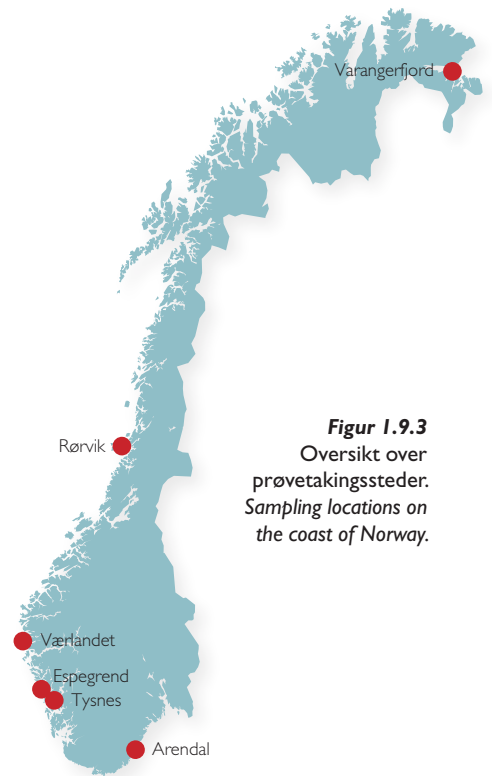 Varangerfjord
Rørvik
Figur 1.9.3
Oversikt over
prøvetakingssteder.
Sampling locations on
the coast of Norway.
Værlandet
Espegrend
Tysnes
Arendal